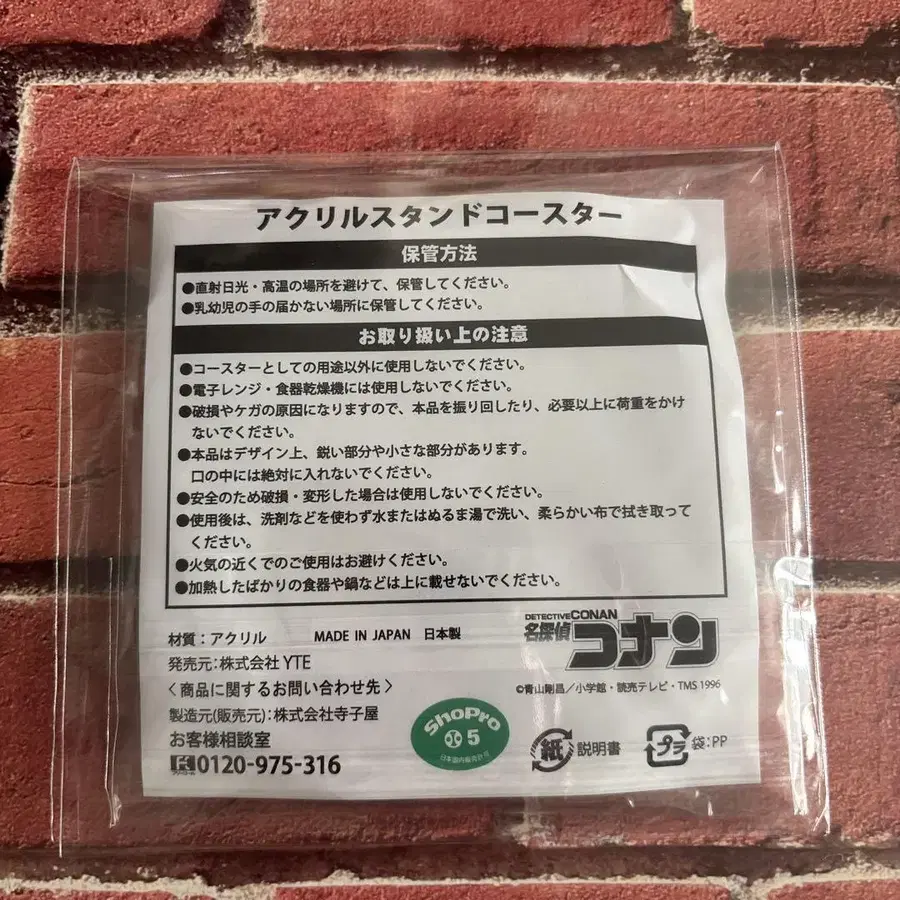 アクリルスタンドコースター
保管方法
●直射日光・高温の場所を避けて、保管してください。
●乳幼児の手の届かない場所に保管してください。
お取り扱い上の注意
●コースターとしての用途以外に使用しないでください。
●電子レンジ・食器乾燥機には使用しないでください。
●破損やケガの原因になりますので、本品を振り回したり、必要以上に荷重をかけ
ないでください。
●本品はデザイン上、鋭い部分や小さな部分があります。
口の中には絶対に入れないでください。
●安全のため破損・変形した場合は使用しないでください。
●使用後は、洗剤などを使わず水またはぬるま湯で洗い、柔らかい布で拭き取って
ください。
●火気の近くでのご使用はお避けください。
●加熱したばかりの食器や鍋などは上に載せないでください。
材質：アクリル MADE IN JAPAN 日本製
発売元：株式会社 YTE
〈商品に関するお問い合わせ先〉
製造元(販売元)：株式会社寺子屋
お客様相談室
0120-975-316
DETECTIVE CONAN
名探偵コナン
©青山剛昌／小学館・読売テレビ・TMS 1996
ShoPro
5
日本国内販売許可
紙 説明書
プラ 袋：PP